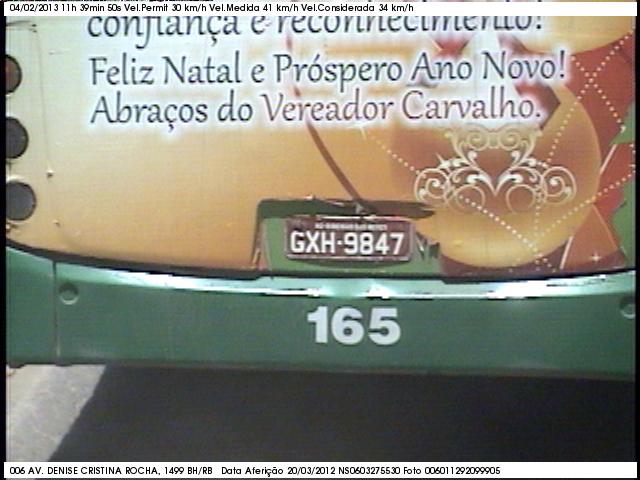 04/02/2013 11h 39min 50s Vel.Permit 30 km/h Vel.Medida 41 km/h Vel.Considerada 34 km/h
confiança e reconhecimento!
Feliz Natal e Próspero Ano Novo!
Abraços do Vereador Carvalho.
GXH-9847
165
006 AV. DENISE CRISTINA ROCHA, 1499 BH/RB Data Aferição 20/03/2012 NS0603275530 Foto 006011292099905